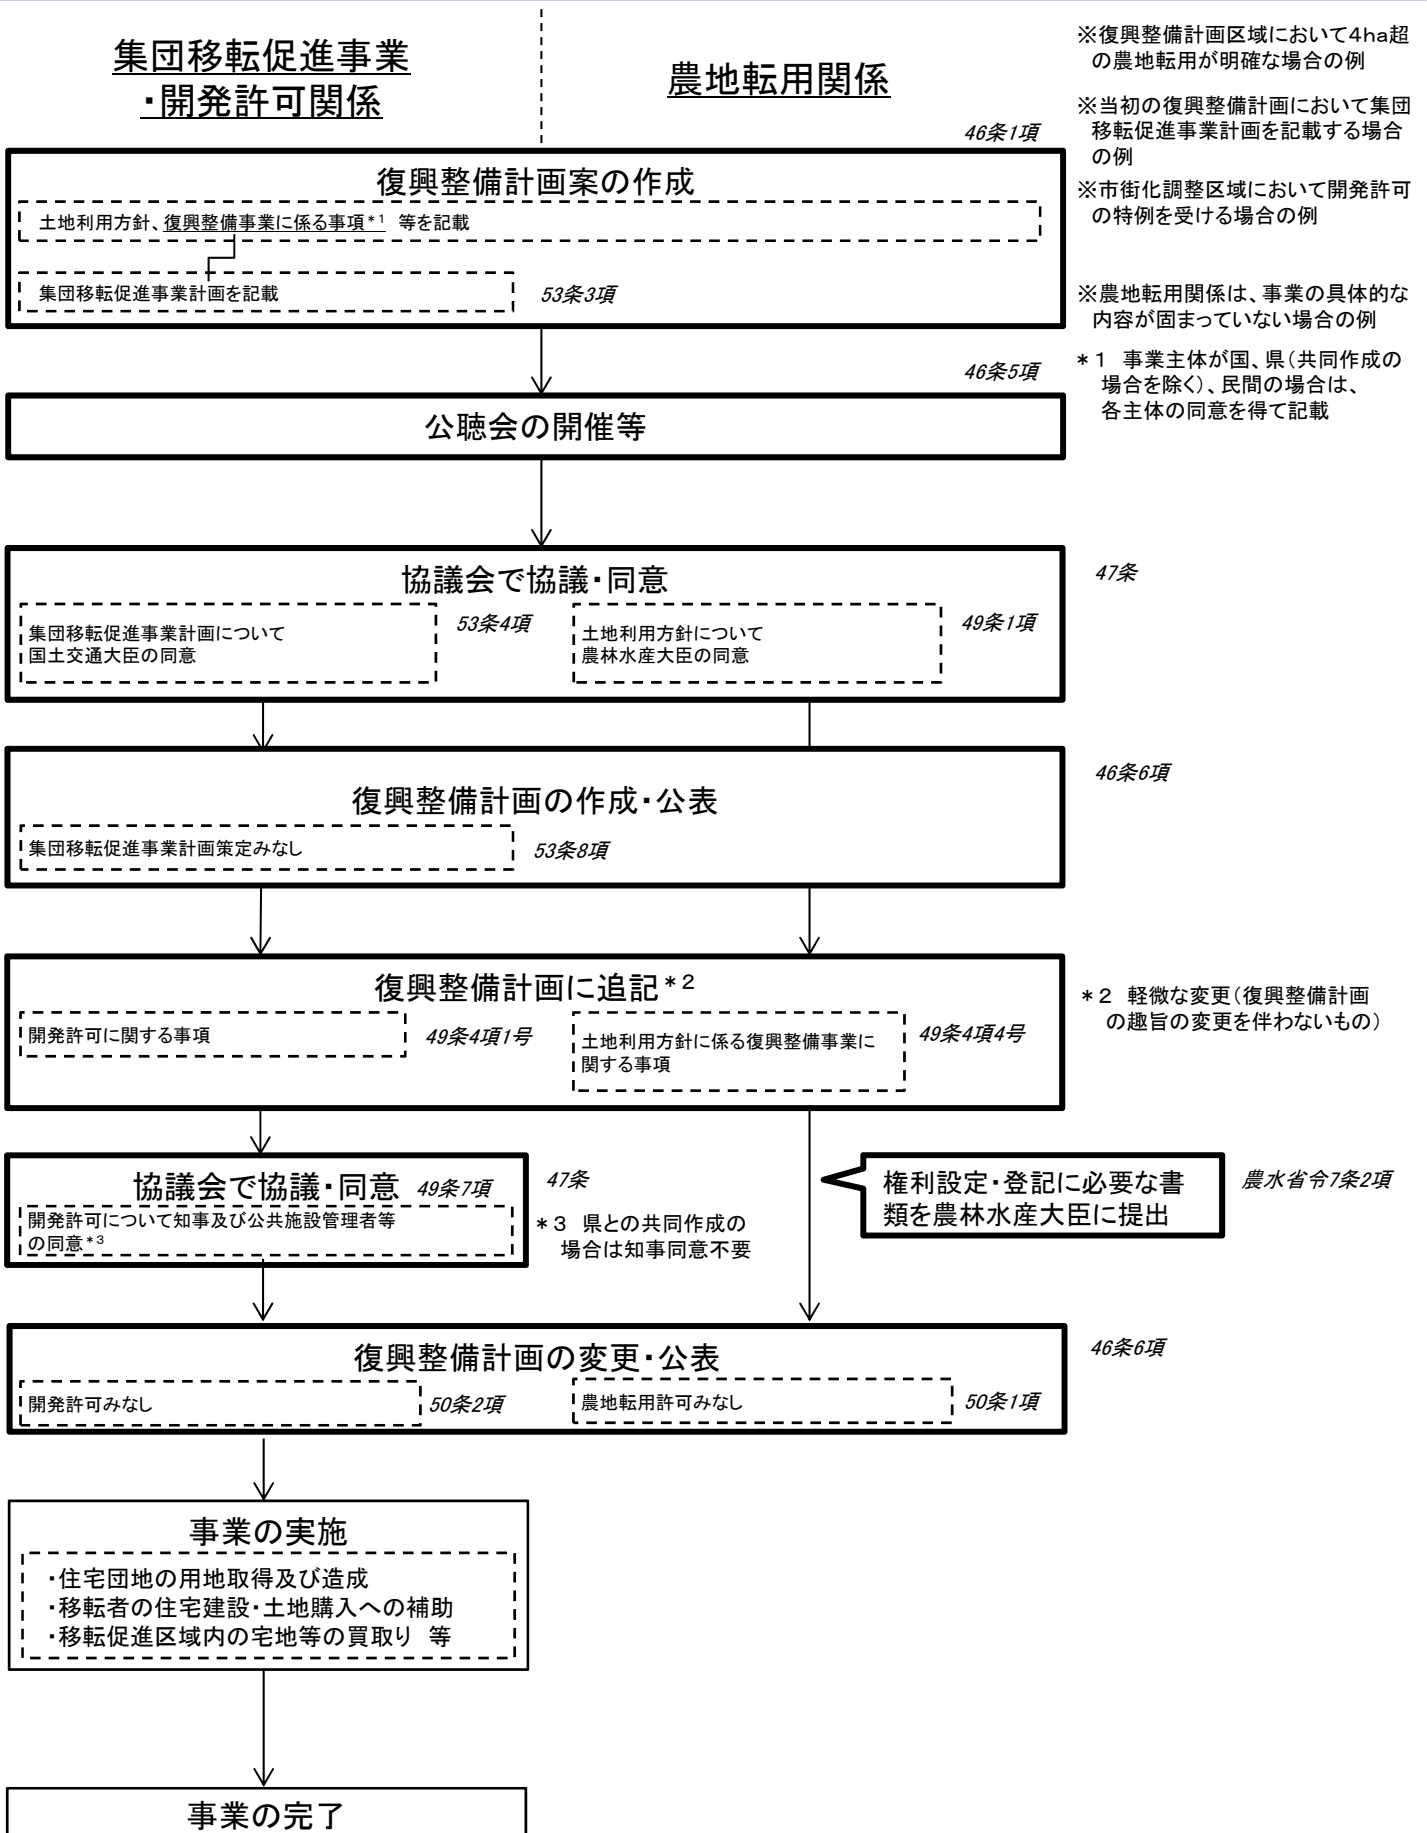 集団移転促進事業
・開発許可関係
農地転用関係
※復興整備計画区域において4ha超
の農地転用が明確な場合の例
※当初の復興整備計画において集団
移転促進事業計画を記載する場合
の例
※市街化調整区域において開発許可
の特例を受ける場合の例
※農地転用関係は、事業の具体的な
内容が固まっていない場合の例
＊１　事業主体が国、県（共同作成の
場合を除く）、民間の場合は、
各主体の同意を得て記載
46条1項
復興整備計画案の作成
土地利用方針、復興整備事業に係る事項＊１　等を記載
集団移転促進事業計画を記載
53条3項
46条5項
公聴会の開催等
協議会で協議・同意
47条
集団移転促進事業計画について
国土交通大臣の同意
53条4項
土地利用方針について
農林水産大臣の同意
49条1項
復興整備計画の作成・公表
46条6項
集団移転促進事業計画策定みなし
53条8項
復興整備計画に追記＊２
＊２　軽微な変更（復興整備計画
の趣旨の変更を伴わないもの）
開発許可に関する事項
49条4項1号
土地利用方針に係る復興整備事業に
関する事項
49条4項4号
協議会で協議・同意
49条7項
47条
開発許可について知事及び公共施設管理者等
の同意＊３
＊３　県との共同作成の
場合は知事同意不要
権利設定・登記に必要な書
類を農林水産大臣に提出
農水省令7条2項
復興整備計画の変更・公表
46条6項
開発許可みなし
50条2項
農地転用許可みなし
50条1項
事業の実施
・住宅団地の用地取得及び造成
・移転者の住宅建設・土地購入への補助
・移転促進区域内の宅地等の買取り　等
事業の完了